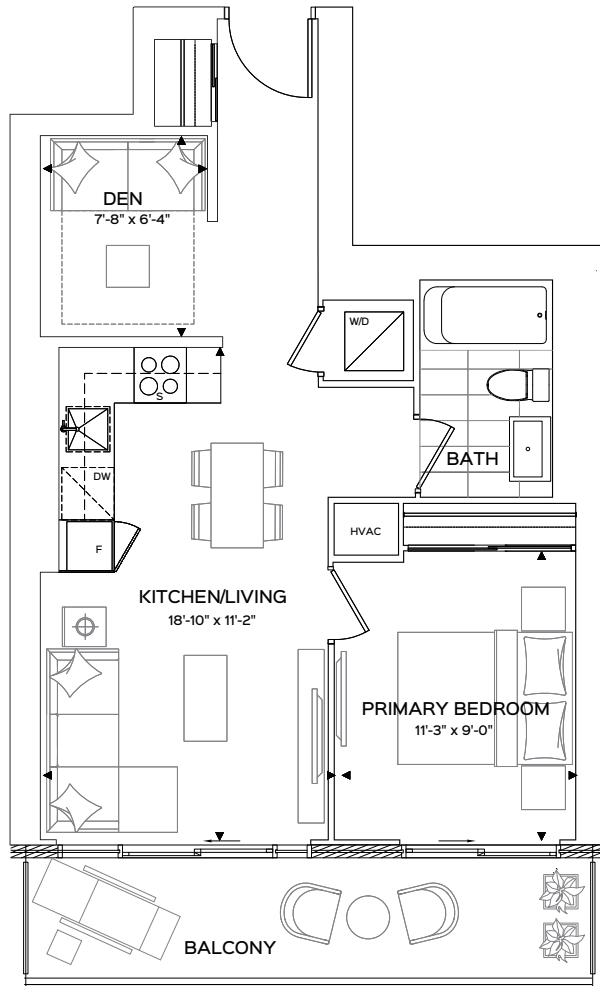 DEN
7'-8" x 6'-4"
W/D
S
DW
BATH
HVAC
F
KITCHEN/LIVING
18'-10" x 11'-2"
PRIMARY BEDROOM
11'-3" x 9'-0"
BALCONY